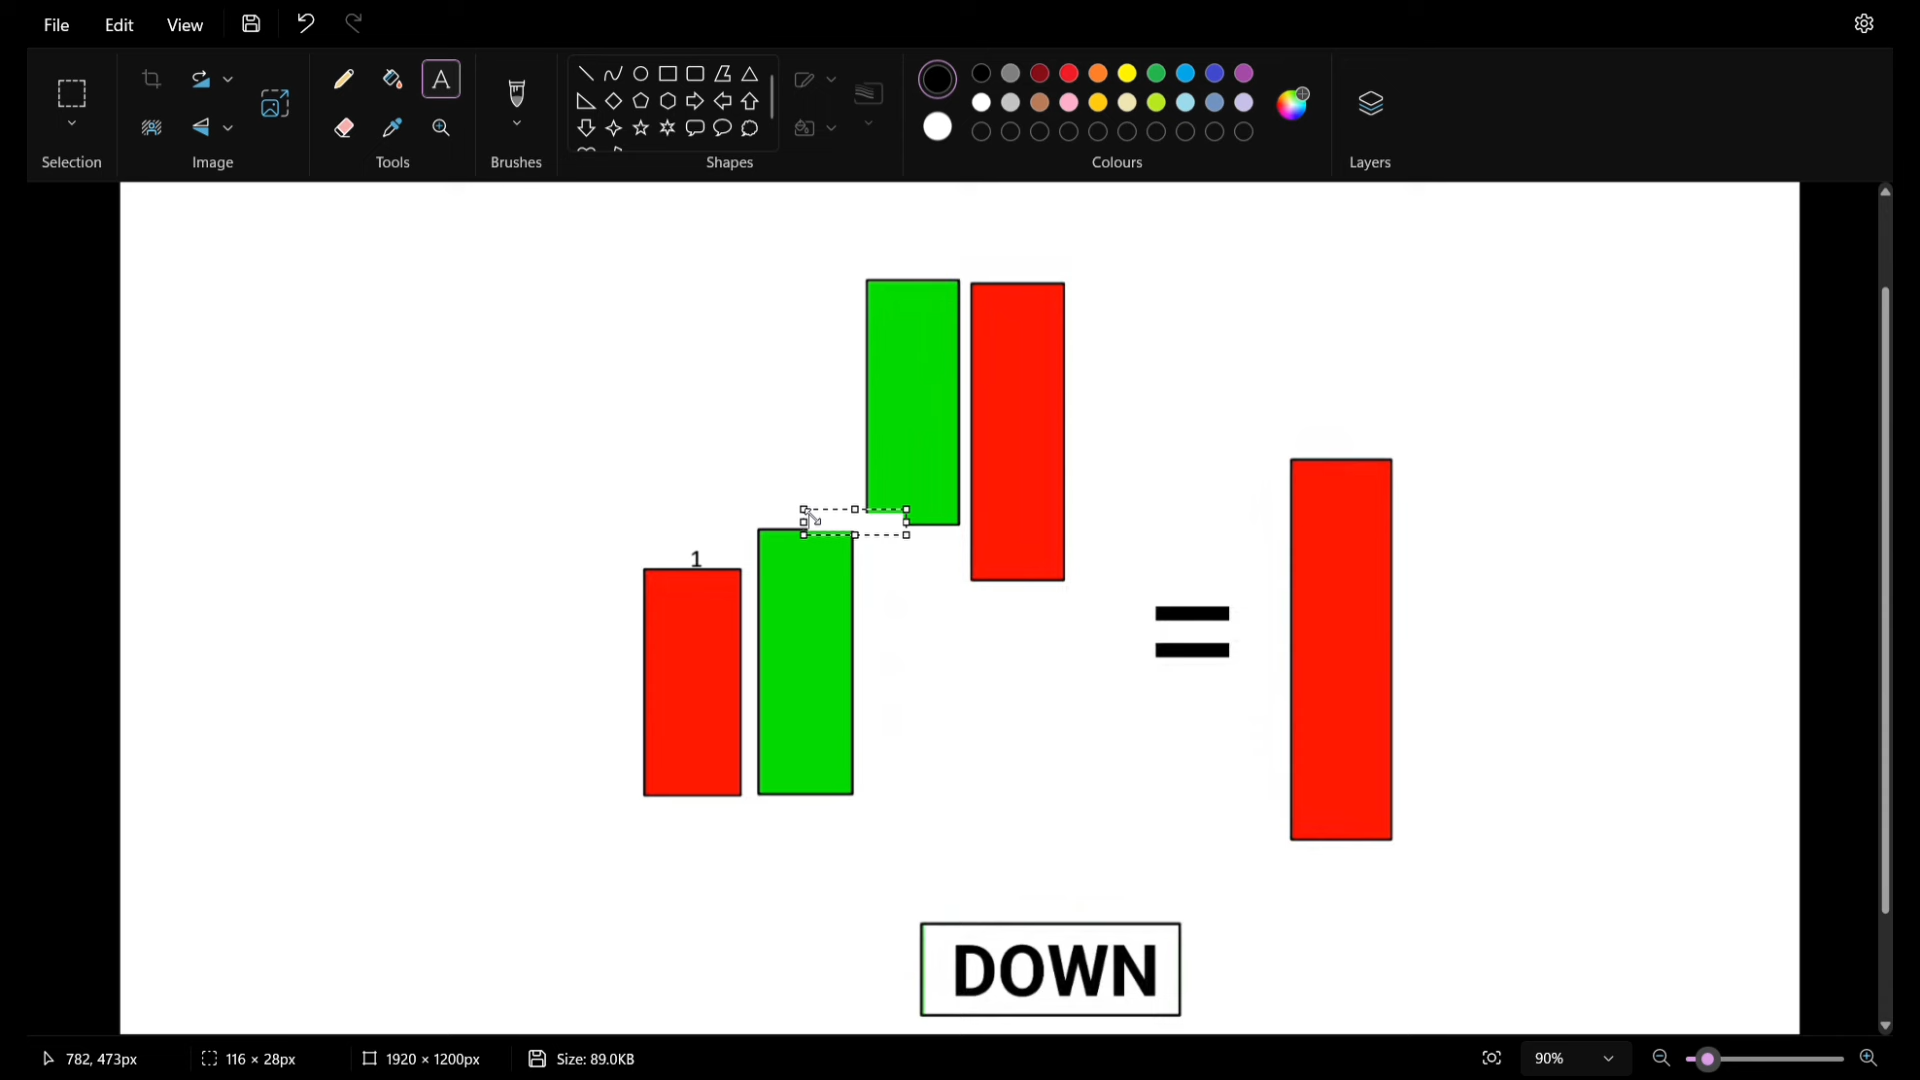 File Edit View
Selection Image Tools Brushes Shapes Colours Layers
1
DOWN
782, 473px 116 × 28px 1920 × 1200px Size: 89.0KB 90%